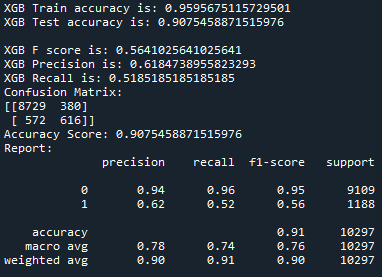 XGB Train accuracy is: 0.9595675115729501
XGB Test accuracy is: 0.9075458871515976
XGB F score is: 0.5641025641025641
XGB Precision is: 0.6184738955823293
XGB Recall is: 0.5185185185185185
Confusion Matrix:
[[8729 380]
[ 572 616]]
Accuracy Score: 0.9075458871515976
Report:
precision recall f1-score support
0 0.94 0.96 0.95 9109
1 0.62 0.52 0.56 1188
accuracy 0.91 10297
macro avg 0.78 0.74 0.76 10297
weighted avg 0.90 0.91 0.90 10297